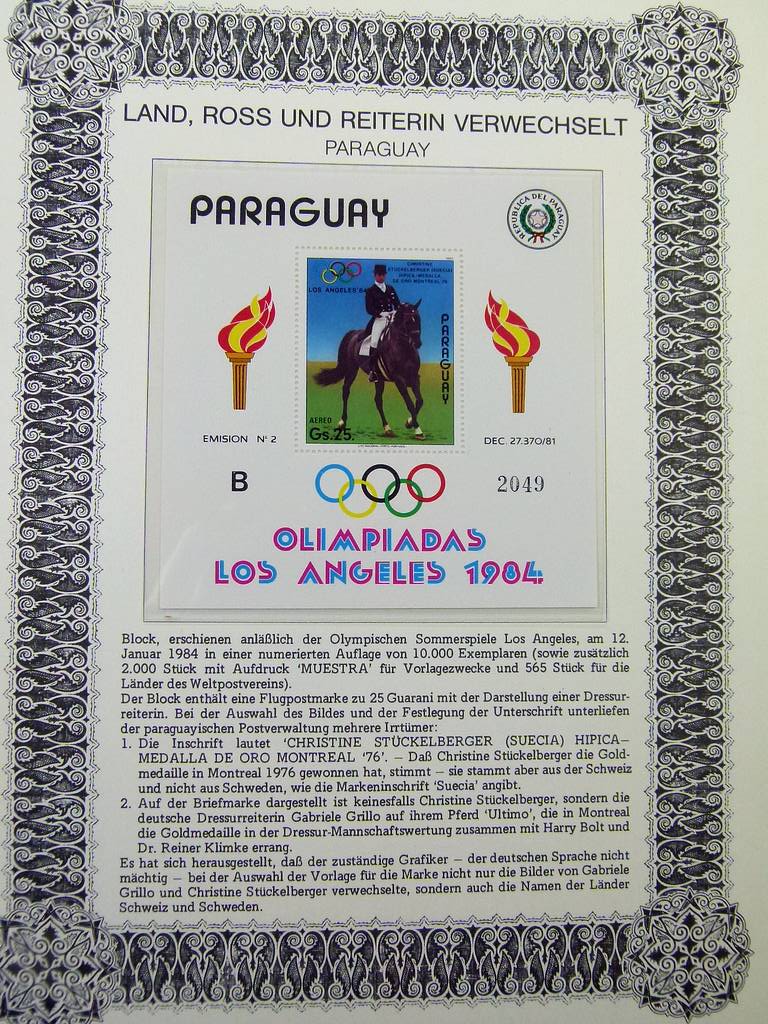 LAND, ROSS UND REITERIN VERWECHSELT
PARAGUAY
PARAGUAY
REPUBLICA DEL PARAGUAY
LOS ANGELES'84
CHRISTINE
STÜCKELBERGER (SUECIA)
HIPICA-MEDALLA
DE ORO MONTREAL '76
PARAGUAY
AEREO
Gs.25.
EMISION Nº 2
DEC. 27.370/81
B
2049
OLIMPIADAS
LOS ANGELES 1984
Block, erschienen anläßlich der Olympischen Sommerspiele Los Angeles, am 12.
Januar 1984 in einer numerierten Auflage von 10.000 Exemplaren (sowie zusätzlich
2.000 Stück mit Aufdruck 'MUESTRA' für Vorlagezwecke und 565 Stück für die
Länder des Weltpostvereins).
Der Block enthält eine Flugpostmarke zu 25 Guarani mit der Darstellung einer Dressur-
reiterin. Bei der Auswahl des Bildes und der Festlegung der Unterschrift unterliefen
der paraguayischen Postverwaltung mehrere Irrtümer:
1. Die Inschrift lautet 'CHRISTINE STÜCKELBERGER (SUECIA) HIPICA-
MEDALLA DE ORO MONTREAL '76'. – Daß Christine Stückelberger die Gold-
medaille in Montreal 1976 gewonnen hat, stimmt – sie stammt aber aus der Schweiz
und nicht aus Schweden, wie die Markeninschrift 'Suecia' angibt.
2. Auf der Briefmarke dargestellt ist keinesfalls Christine Stückelberger, sondern die
deutsche Dressurreiterin Gabriele Grillo auf ihrem Pferd 'Ultimo', die in Montreal
die Goldmedaille in der Dressur-Mannschaftswertung zusammen mit Harry Bolt und
Dr. Reiner Klimke errang.
Es hat sich herausgestellt, daß der zuständige Grafiker – der deutschen Sprache nicht
mächtig – bei der Auswahl der Vorlage für die Marke nicht nur die Bilder von Gabriele
Grillo und Christine Stückelberger verwechselte, sondern auch die Namen der Länder
Schweiz und Schweden.